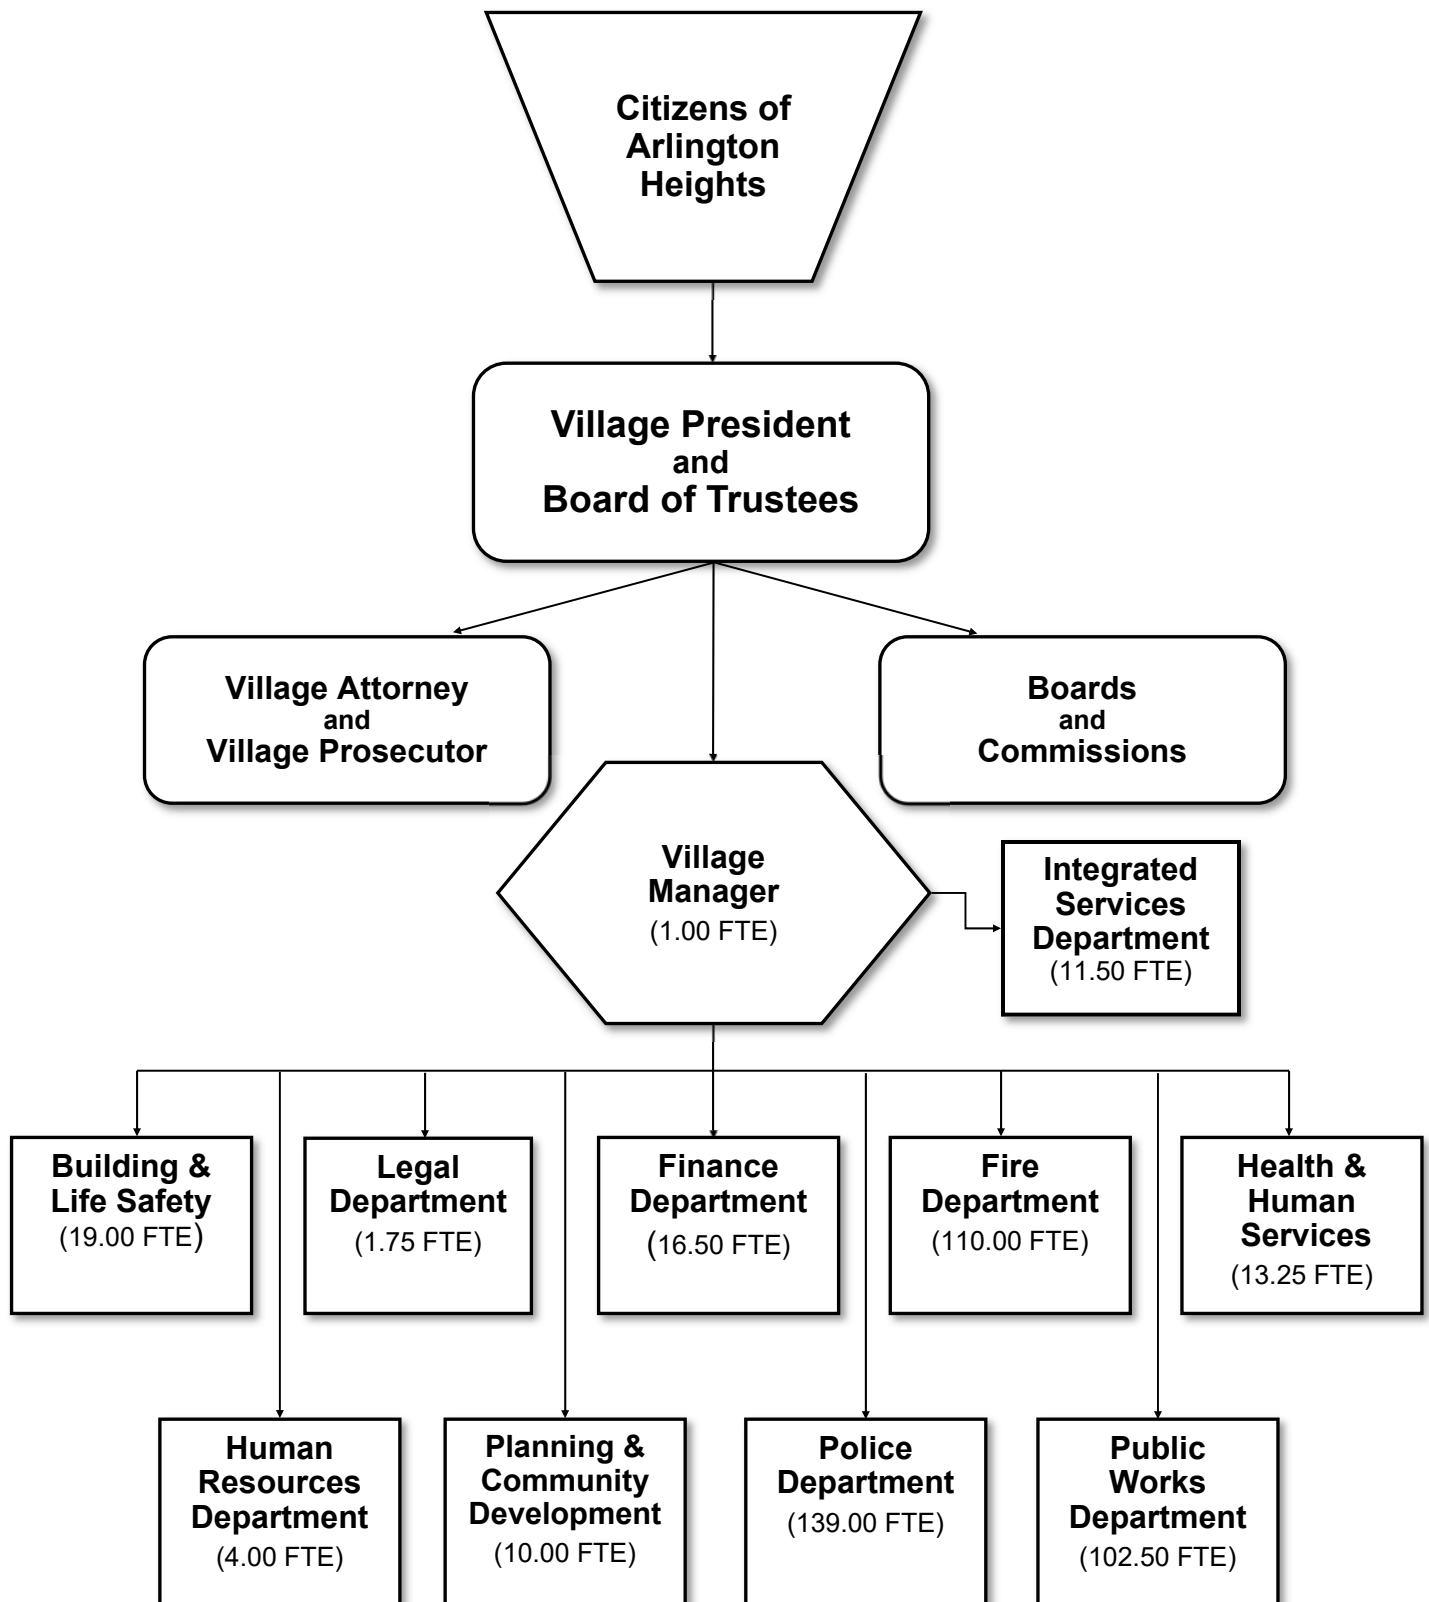 Citizens of
Arlington
Heights
Village President
and
Board of Trustees
Village Attorney
and
Village Prosecutor
Boards
and
Commissions
Village
Manager
(1.00 FTE)
Integrated
Services
Department
(11.50 FTE)
Building &
Life Safety
(19.00 FTE)
Legal
Department
(1.75 FTE)
Finance
Department
(16.50 FTE)
Fire
Department
(110.00 FTE)
Health &
Human
Services
(13.25 FTE)
Human
Resources
Department
(4.00 FTE)
Planning &
Community
Development
(10.00 FTE)
Police
Department
(139.00 FTE)
Public
Works
Department
(102.50 FTE)